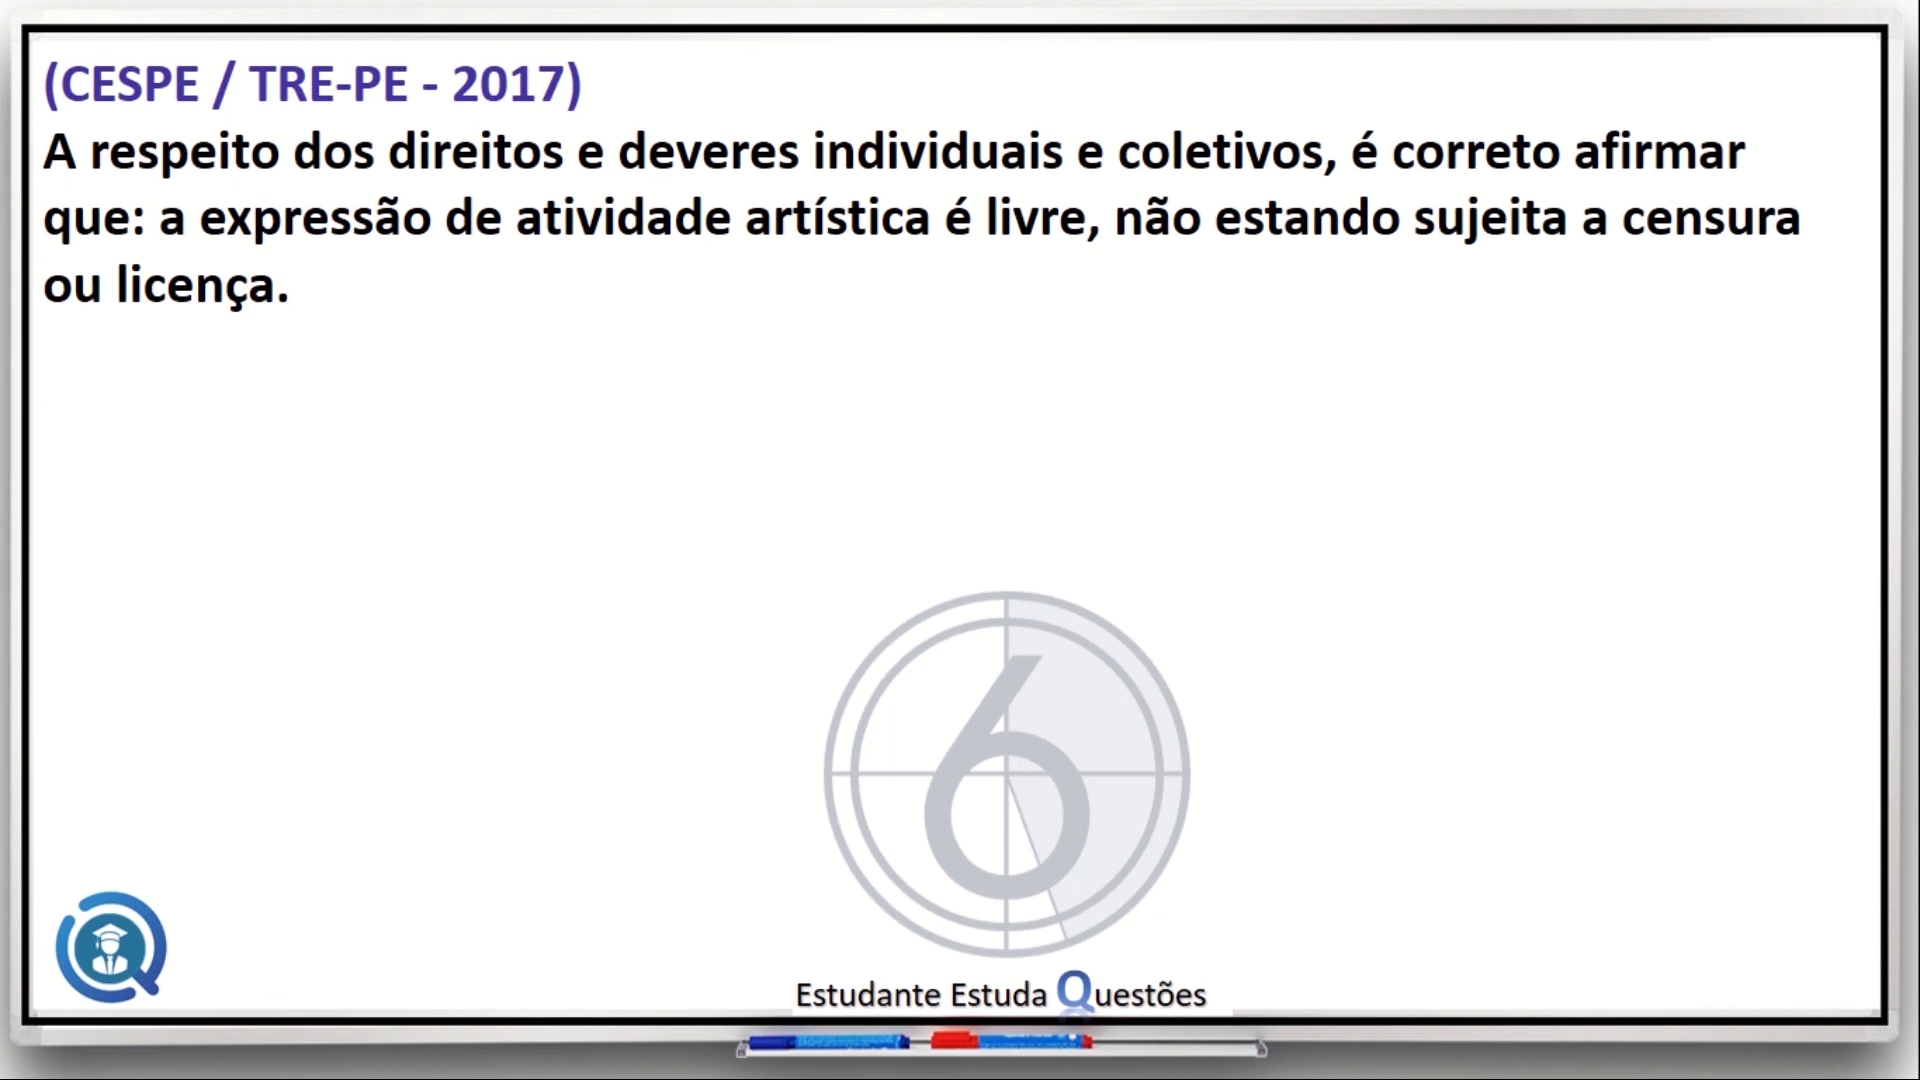 (CESPE / TRE-PE - 2017)
A respeito dos direitos e deveres individuais e coletivos, é correto afirmar
que: a expressão de atividade artística é livre, não estando sujeita a censura
ou licença.
6
Estudante Estuda Questões